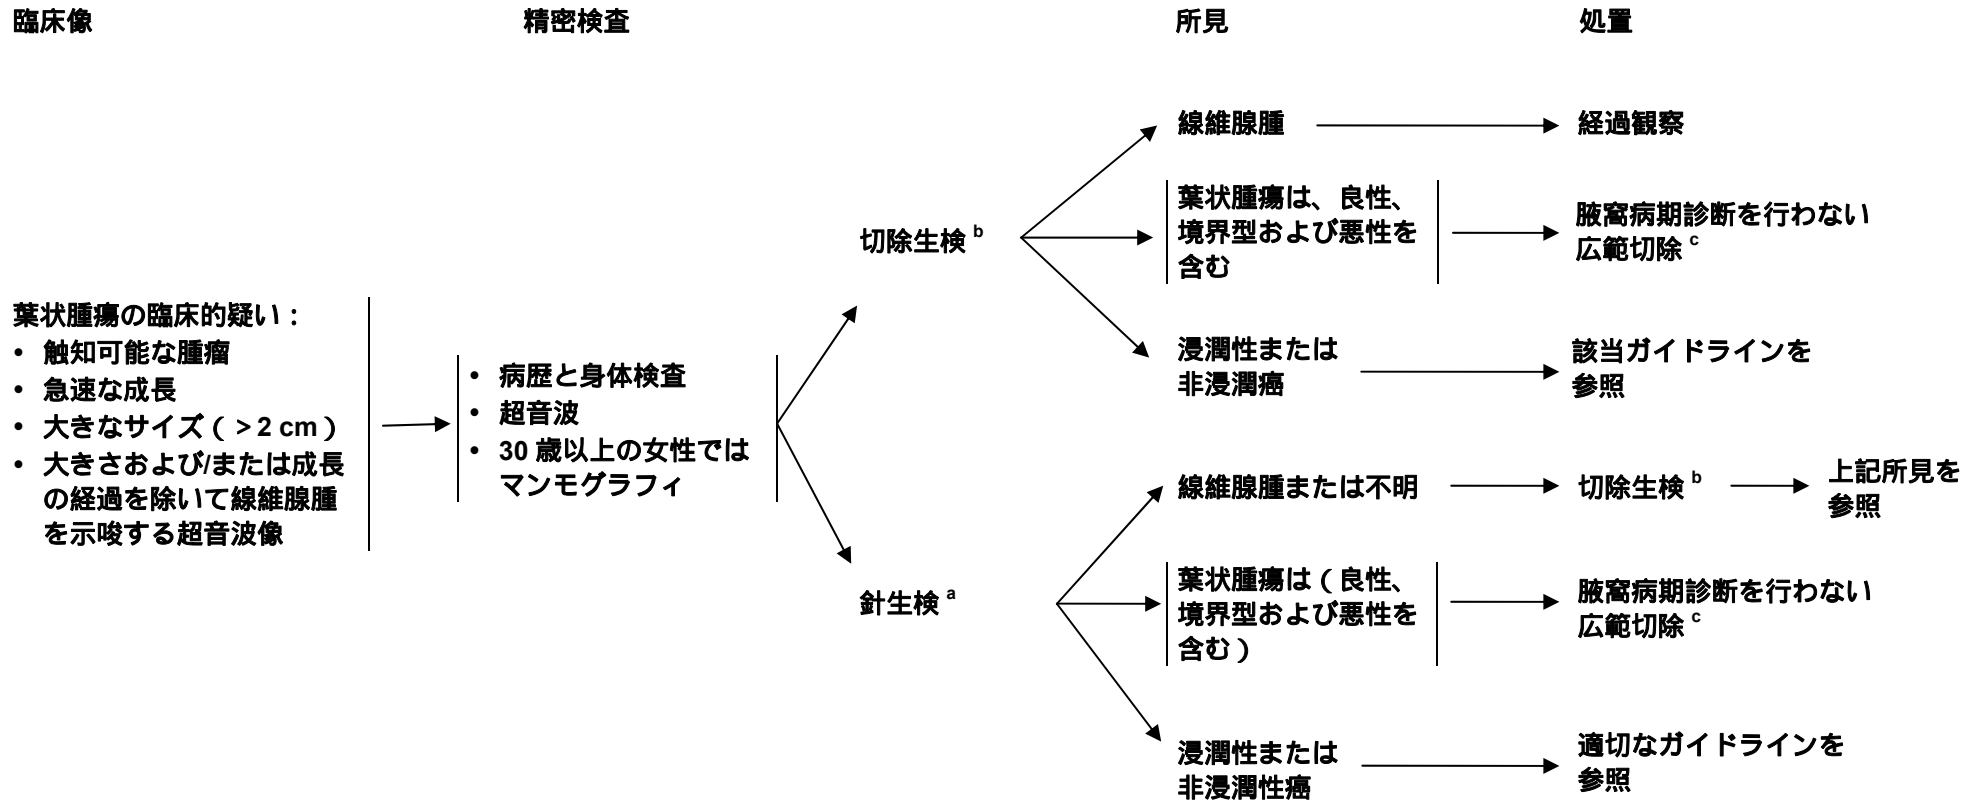 臨床像
精密検査
所見
処置
葉状腫瘍の臨床的疑い：
• 触知可能な腫瘤
• 急速な成長
• 大きなサイズ（ > 2 cm ）
• 大きさおよび/または成長
の経過を除いて線維腺腫
を示唆する超音波像
• 病歴と身体検査
• 超音波
• 30 歳以上の女性では
マンモグラフィ
切除生検 b
線維腺腫
経過観察
葉状腫瘍は、良性、
境界型および悪性を
含む
腋窩病期診断を行わない
広範切除 c
浸潤性または
非浸潤癌
該当ガイドラインを
参照
針生検 a
線維腺腫または不明
切除生検 b
上記所見を
参照
葉状腫瘍は（良性、
境界型および悪性を
含む）
腋窩病期診断を行わない
広範切除 c
浸潤性または
非浸潤性癌
適切なガイドラインを
参照